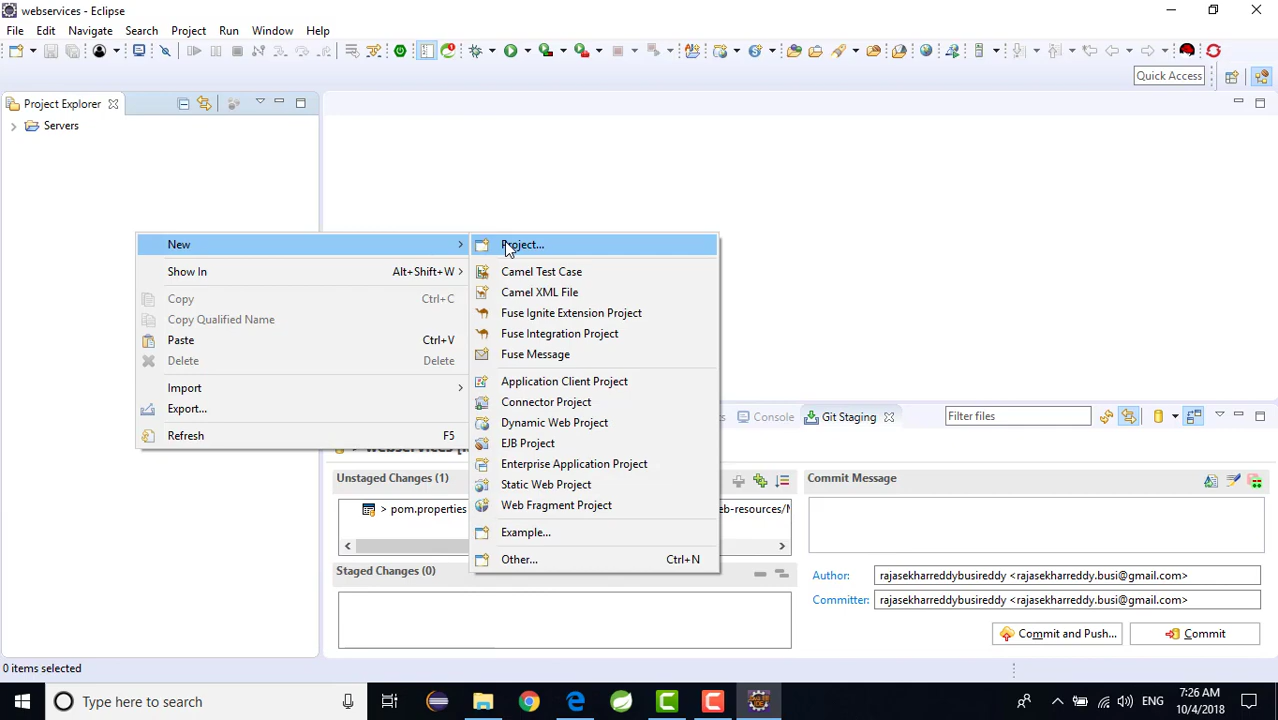 webservices - Eclipse
File Edit Navigate Search Project Run Window Help
Quick Access
Project Explorer
Servers
New
Show In Alt+Shift+W
Copy Ctrl+C
Copy Qualified Name
Paste Ctrl+V
Delete Delete
Import
Export...
Refresh F5
Project...
Camel Test Case
Camel XML File
Fuse Ignite Extension Project
Fuse Integration Project
Fuse Message
Application Client Project
Connector Project
Dynamic Web Project
EJB Project
Enterprise Application Project
Static Web Project
Web Fragment Project
Example...
Other... Ctrl+N
Console Git Staging Filter files
Unstaged Changes (1)
> pom.properties
Staged Changes (0)
Commit Message
Author: rajasekharreddybusireddy <rajasekharreddy.busi@gmail.com>
Committer: rajasekharreddybusireddy <rajasekharreddy.busi@gmail.com>
Commit and Push... Commit
0 items selected
Type here to search
ENG
7:26 AM
10/4/2018